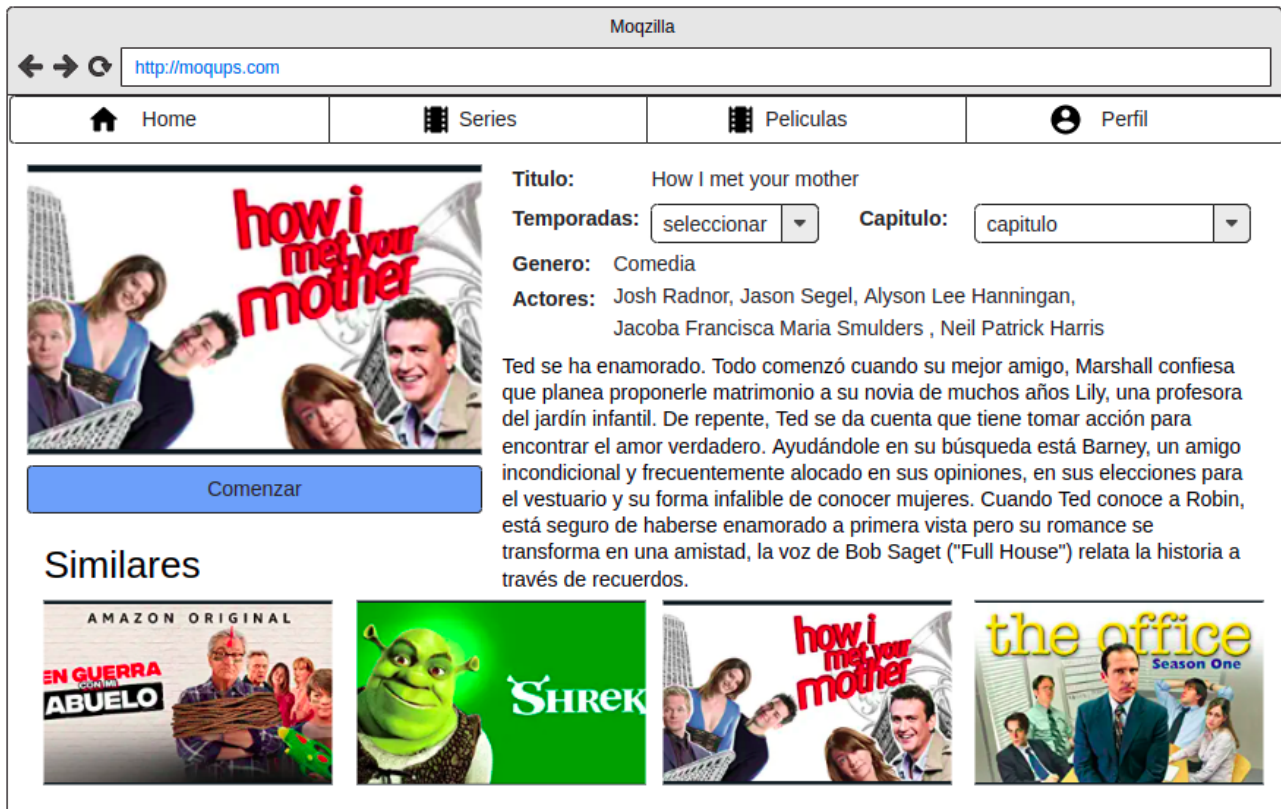 Moqzilla
http://moqups.com
Home
Series
Peliculas
Perfil
how i
met your
mother
Titulo: How I met your mother
Temporadas: seleccionar Capitulo: capitulo
Genero: Comedia
Actores: Josh Radnor, Jason Segel, Alyson Lee Hanningan,
Jacoba Francisca Maria Smulders , Neil Patrick Harris
Ted se ha enamorado. Todo comenzó cuando su mejor amigo, Marshall confiesa
que planea proponerle matrimonio a su novia de muchos años Lily, una profesora
del jardín infantil. De repente, Ted se da cuenta que tiene tomar acción para
encontrar el amor verdadero. Ayudándole en su búsqueda está Barney, un amigo
incondicional y frecuentemente alocado en sus opiniones, en sus elecciones para
el vestuario y su forma infalible de conocer mujeres. Cuando Ted conoce a Robin,
está seguro de haberse enamorado a primera vista pero su romance se
transforma en una amistad, la voz de Bob Saget ("Full House") relata la historia a
través de recuerdos.
Comenzar
Similares
AMAZON ORIGINAL
EN GUERRA
CON MI
ABUELO
SHREK
how i
met your
mother
the office
Season One